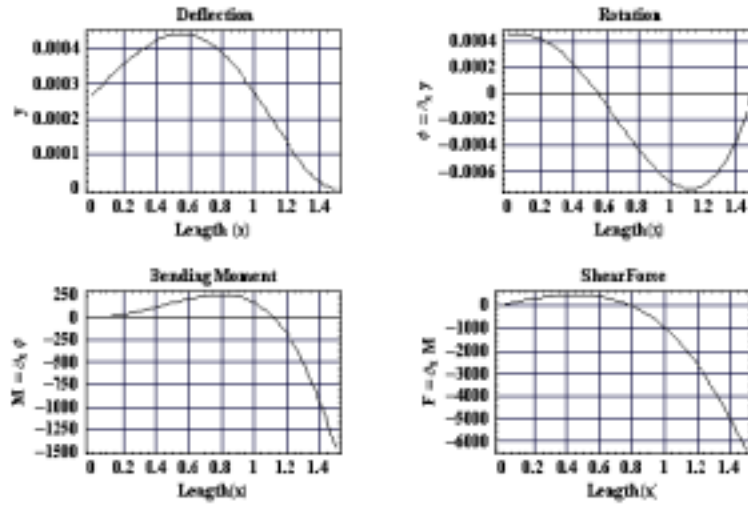 Deflection
0.0004
0.0003
0.0002
0.0001
0
y
0 0.2 0.4 0.6 0.8 1 1.2 1.4
Length (x)
Rotation
0.0004
0.0002
0
−0.0002
−0.0004
−0.0006
ϕ = ∂x y
0 0.2 0.4 0.6 0.8 1 1.2 1.4
Length(x)
Bending Moment
250
0
−250
−500
−750
−1000
−1250
−1500
M = ∂x ϕ
0 0.2 0.4 0.6 0.8 1 1.2 1.4
Length(x)
Shear Force
0
−1000
−2000
−3000
−4000
−5000
−6000
F = ∂x M
0 0.2 0.4 0.6 0.8 1 1.2 1.4
Length(x)